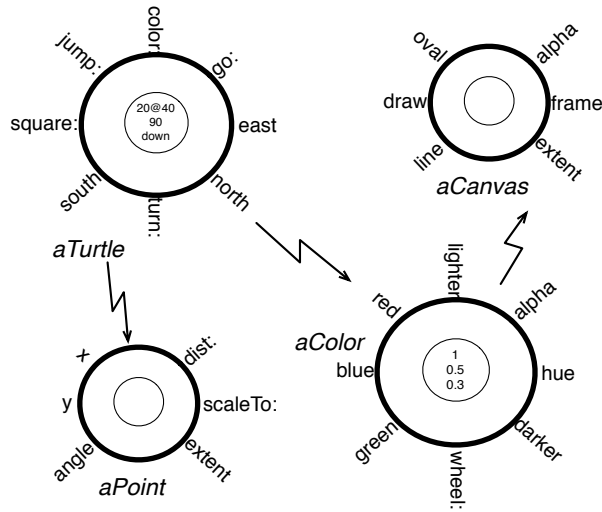 color:
jump:
go:
square:
20@40
90
down
east
south
north
turn:
aTurtle
oval
alpha
draw
frame
line
extent
aCanvas
x
dist:
y
scaleTo:
angle
extent
aPoint
lighter
red
alpha
aColor
blue
1
0.5
0.3
hue
green
darker
wheel: